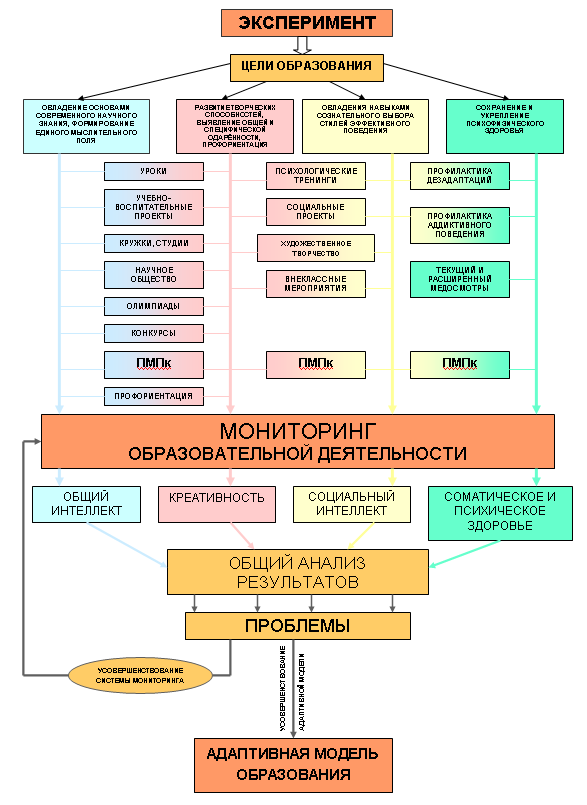 ЭКСПЕРИМЕНТ
ЦЕЛИ ОБРАЗОВАНИЯ
ОВЛАДЕНИЕ ОСНОВАМИ
СОВРЕМЕННОГО НАУЧНОГО
ЗНАНИЯ, ФОРМИРОВАНИЕ
ЕДИНОГО МЫСЛИТЕЛЬНОГО
ПОЛЯ
РАЗВИТИЕТВОРЧЕСКИХ
СПОСОБНОСТЕЙ,
ВЫЯВЛЕНИЕ ОБЩЕЙ И
СПЕЦИФИЧЕСКОЙ
ОДАРЁННОСТИ,
ПРОФОРИЕНТАЦИЯ
ОВЛАДЕНИЯ НАВЫКАМИ
СОЗНАТЕЛЬНОГО ВЫБОРА
СТИЛЕЙ ЭФФЕКТИВНОГО
ПОВЕДЕНИЯ
СОХРАНЕНИЕ И
УКРЕПЛЕНИЕ
ПСИХОФИЗИЧЕСКОГО
ЗДОРОВЬЯ
УРОКИ
УЧЕБНО-
ВОСПИТАТЕЛЬНЫЕ
ПРОЕКТЫ
КРУЖКИ, СТУДИИ
НАУЧНОЕ
ОБЩЕСТВО
ОЛИМПИАДЫ
КОНКУРСЫ
ПМПк
ПРОФОРИЕНТАЦИЯ
ПСИХОЛОГИЧЕСКИЕ
ТРЕНИНГИ
СОЦИАЛЬНЫЕ
ПРОЕКТЫ
ХУДОЖЕСТВЕННОЕ
ТВОРЧЕСТВО
ВНЕКЛАССНЫЕ
МЕРОПРИЯТИЯ
ПМПк
ПРОФИЛАКТИКА
ДЕЗАДАПТАЦИЙ
ПРОФИЛАКТИКА
АДДИКТИВНОГО
ПОВЕДЕНИЯ
ТЕКУЩИЙ И
РАСШИРЕННЫЙ
МЕДОСМОТРЫ
ПМПк
МОНИТОРИНГ
ОБРАЗОВАТЕЛЬНОЙ ДЕЯТЕЛЬНОСТИ
ОБЩИЙ
ИНТЕЛЛЕКТ
КРЕАТИВНОСТЬ
СОЦИАЛЬНЫЙ
ИНТЕЛЛЕКТ
СОМАТИЧЕСКОЕ И
ПСИХИЧЕСКОЕ
ЗДОРОВЬЕ
ОБЩИЙ АНАЛИЗ
РЕЗУЛЬТАТОВ
ПРОБЛЕМЫ
УСОВЕРШЕНСТВОВАНИЕ
СИСТЕМЫ МОНИТОРИНГА
УСОВЕРШЕНСТВОВАНИЕ
АДАПТИВНОЙ МОДЕЛИ
АДАПТИВНАЯ МОДЕЛЬ
ОБРАЗОВАНИЯ